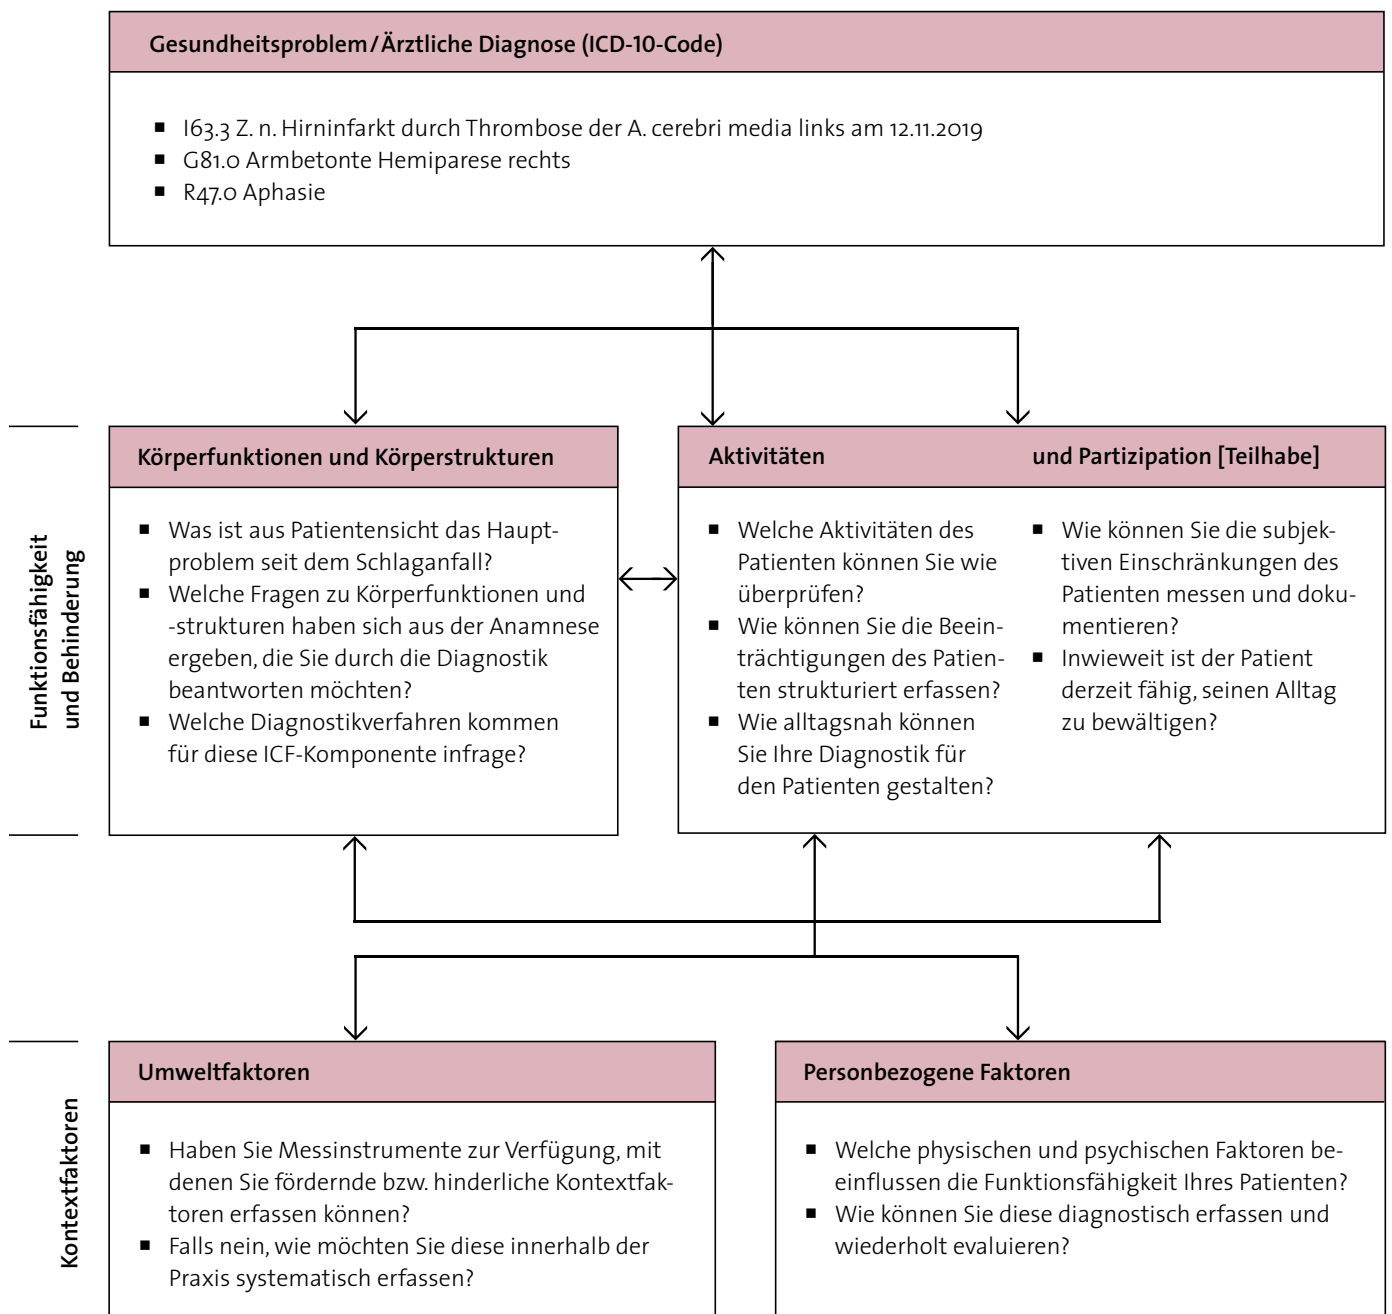 Gesundheitsproblem/Ärztliche Diagnose (ICD-10-Code)
■ I63.3 Z. n. Hirninfarkt durch Thrombose der A. cerebri media links am 12.11.2019
■ G81.0 Armbetonte Hemiparese rechts
■ R47.0 Aphasie
Funktionsfähigkeit
und Behinderung
Körperfunktionen und Körperstrukturen
■ Was ist aus Patientensicht das Haupt-
problem seit dem Schlaganfall?
■ Welche Fragen zu Körperfunktionen und
-strukturen haben sich aus der Anamnese
ergeben, die Sie durch die Diagnostik
beantworten möchten?
■ Welche Diagnostikverfahren kommen
für diese ICF-Komponente infrage?
Aktivitäten
■ Welche Aktivitäten des
Patienten können Sie wie
überprüfen?
■ Wie können Sie die Beein-
trächtigungen des Patien-
ten strukturiert erfassen?
■ Wie alltagsnah können
Sie Ihre Diagnostik für
den Patienten gestalten?
und Partizipation [Teilhabe]
■ Wie können Sie die subjek-
tiven Einschränkungen des
Patienten messen und doku-
mentieren?
■ Inwieweit ist der Patient
derzeit fähig, seinen Alltag
zu bewältigen?
Kontextfaktoren
Umweltfaktoren
■ Haben Sie Messinstrumente zur Verfügung, mit
denen Sie fördernde bzw. hinderliche Kontextfak-
toren erfassen können?
■ Falls nein, wie möchten Sie diese innerhalb der
Praxis systematisch erfassen?
Personbezogene Faktoren
■ Welche physischen und psychischen Faktoren be-
einflussen die Funktionsfähigkeit Ihres Patienten?
■ Wie können Sie diese diagnostisch erfassen und
wiederholt evaluieren?